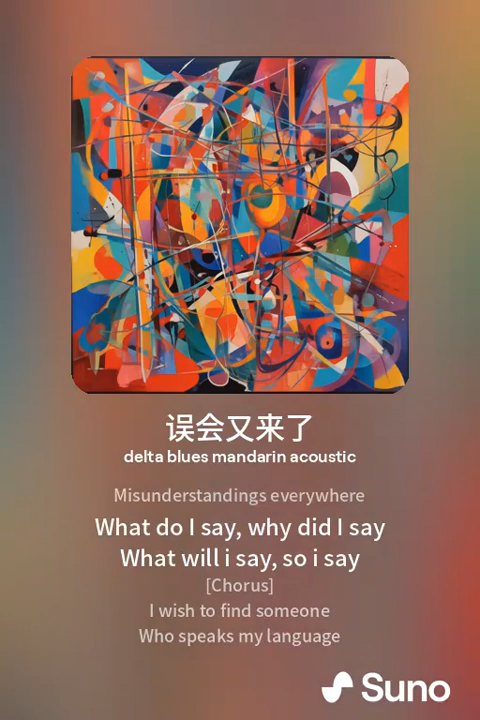 误会又来了
delta blues mandarin acoustic
Misunderstandings everywhere
What do I say, why did I say
What will i say, so i say
[Chorus]
I wish to find someone
Who speaks my language
Suno